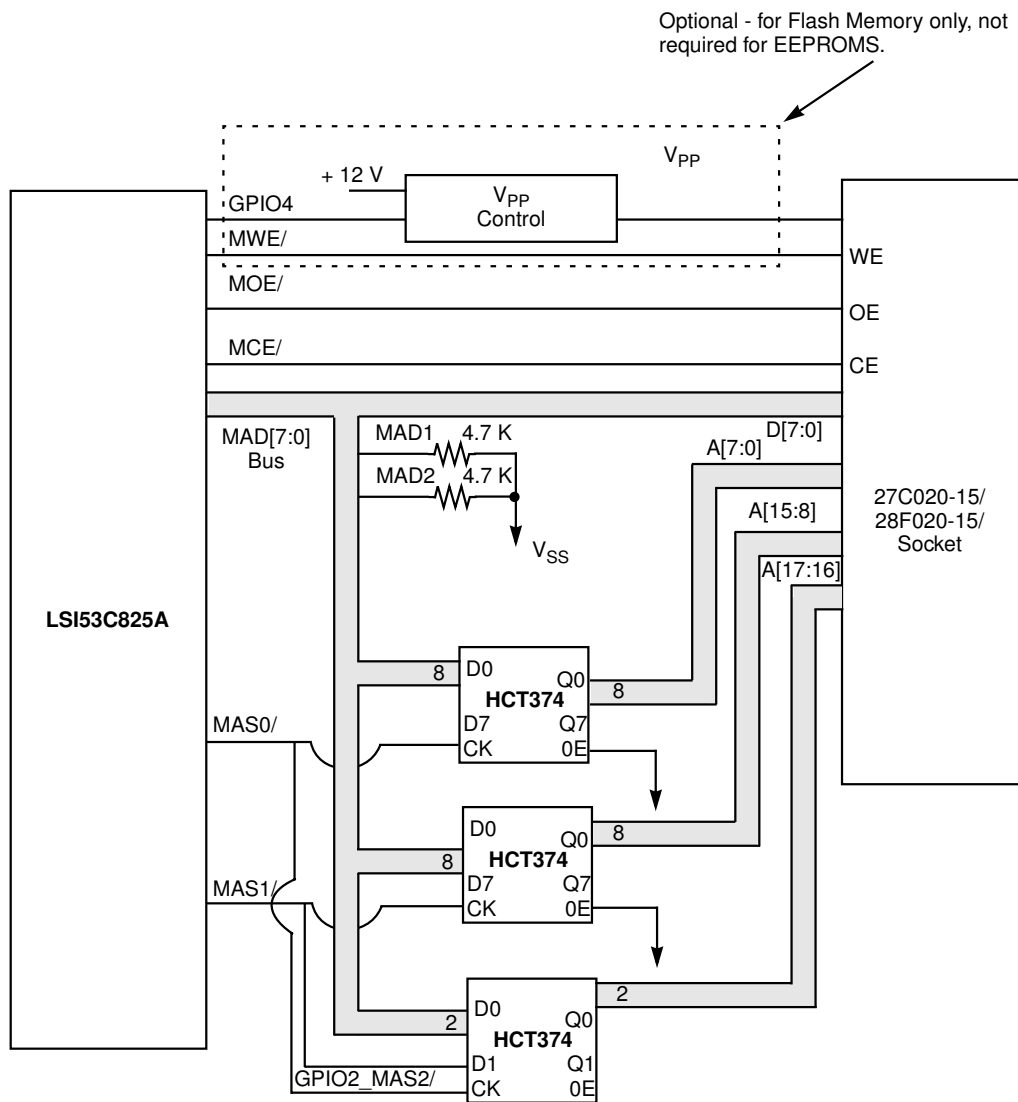 Optional - for Flash Memory only, not
required for EEPROMS.
VPP
+ 12 V
VPP
Control
GPIO4
MWE/
WE
MOE/
OE
MCE/
CE
MAD[7:0]
Bus
MAD1 4.7 K
MAD2 4.7 K
VSS
D[7:0]
A[7:0]
A[15:8]
A[17:16]
27C020-15/
28F020-15/
Socket
LSI53C825A
8
D0
Q0
8
HCT374
D7
Q7
CK
0E
MAS0/
D0
Q0
8
8
HCT374
D7
Q7
CK
0E
MAS1/
D0
Q0
2
2
HCT374
D1
Q1
GPIO2_MAS2/
CK
0E